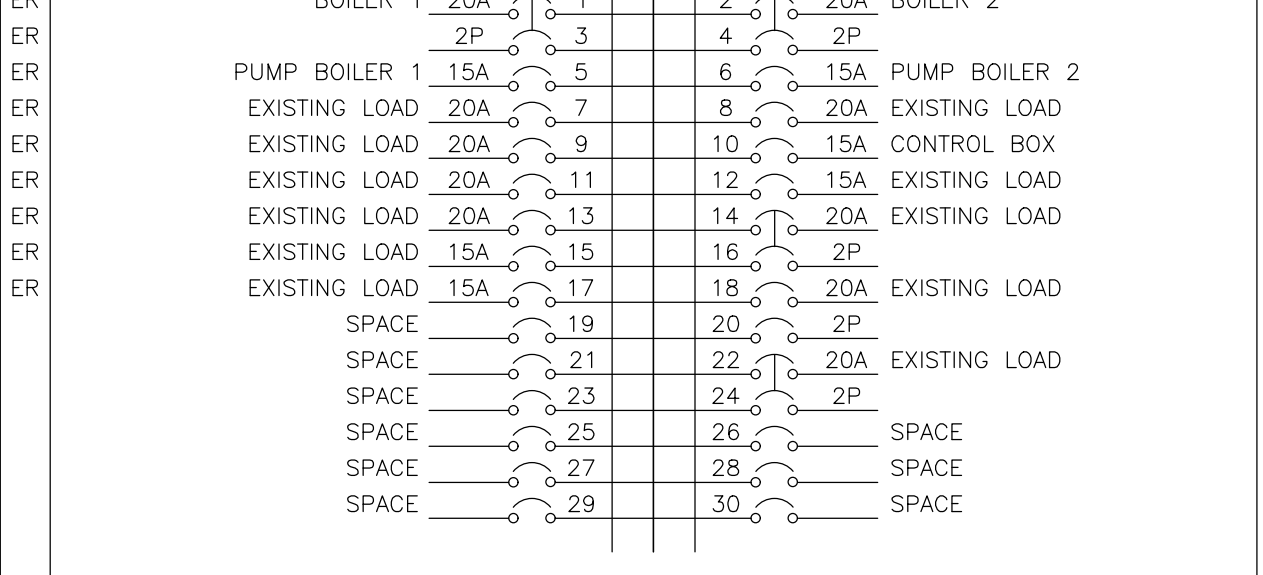 ER BOILER 1 20A 1 2 20A BOILER 2
ER 2P 3 4 2P
ER PUMP BOILER 1 15A 5 6 15A PUMP BOILER 2
ER EXISTING LOAD 20A 7 8 20A EXISTING LOAD
ER EXISTING LOAD 20A 9 10 15A CONTROL BOX
ER EXISTING LOAD 20A 11 12 15A EXISTING LOAD
ER EXISTING LOAD 20A 13 14 20A EXISTING LOAD
ER EXISTING LOAD 15A 15 16 2P
ER EXISTING LOAD 15A 17 18 20A EXISTING LOAD
SPACE 19 20 2P
SPACE 21 22 20A EXISTING LOAD
SPACE 23 24 2P
SPACE 25 26 SPACE
SPACE 27 28 SPACE
SPACE 29 30 SPACE